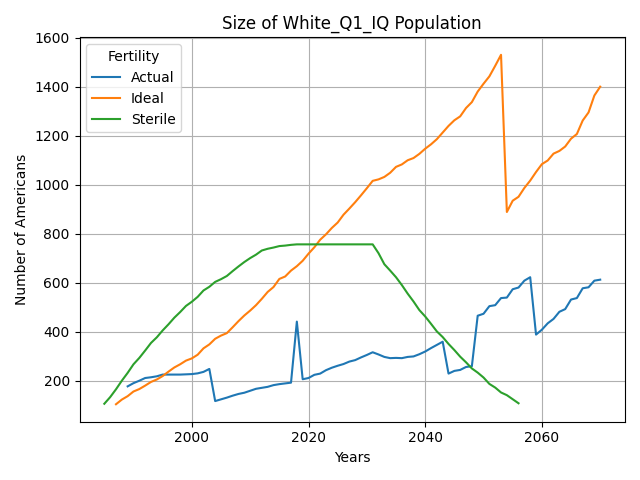 Size of White_Q1_IQ Population
Number of Americans
1600
1400
1200
1000
800
600
400
200
Fertility
Actual
Ideal
Sterile
2000 2020 2040 2060
Years